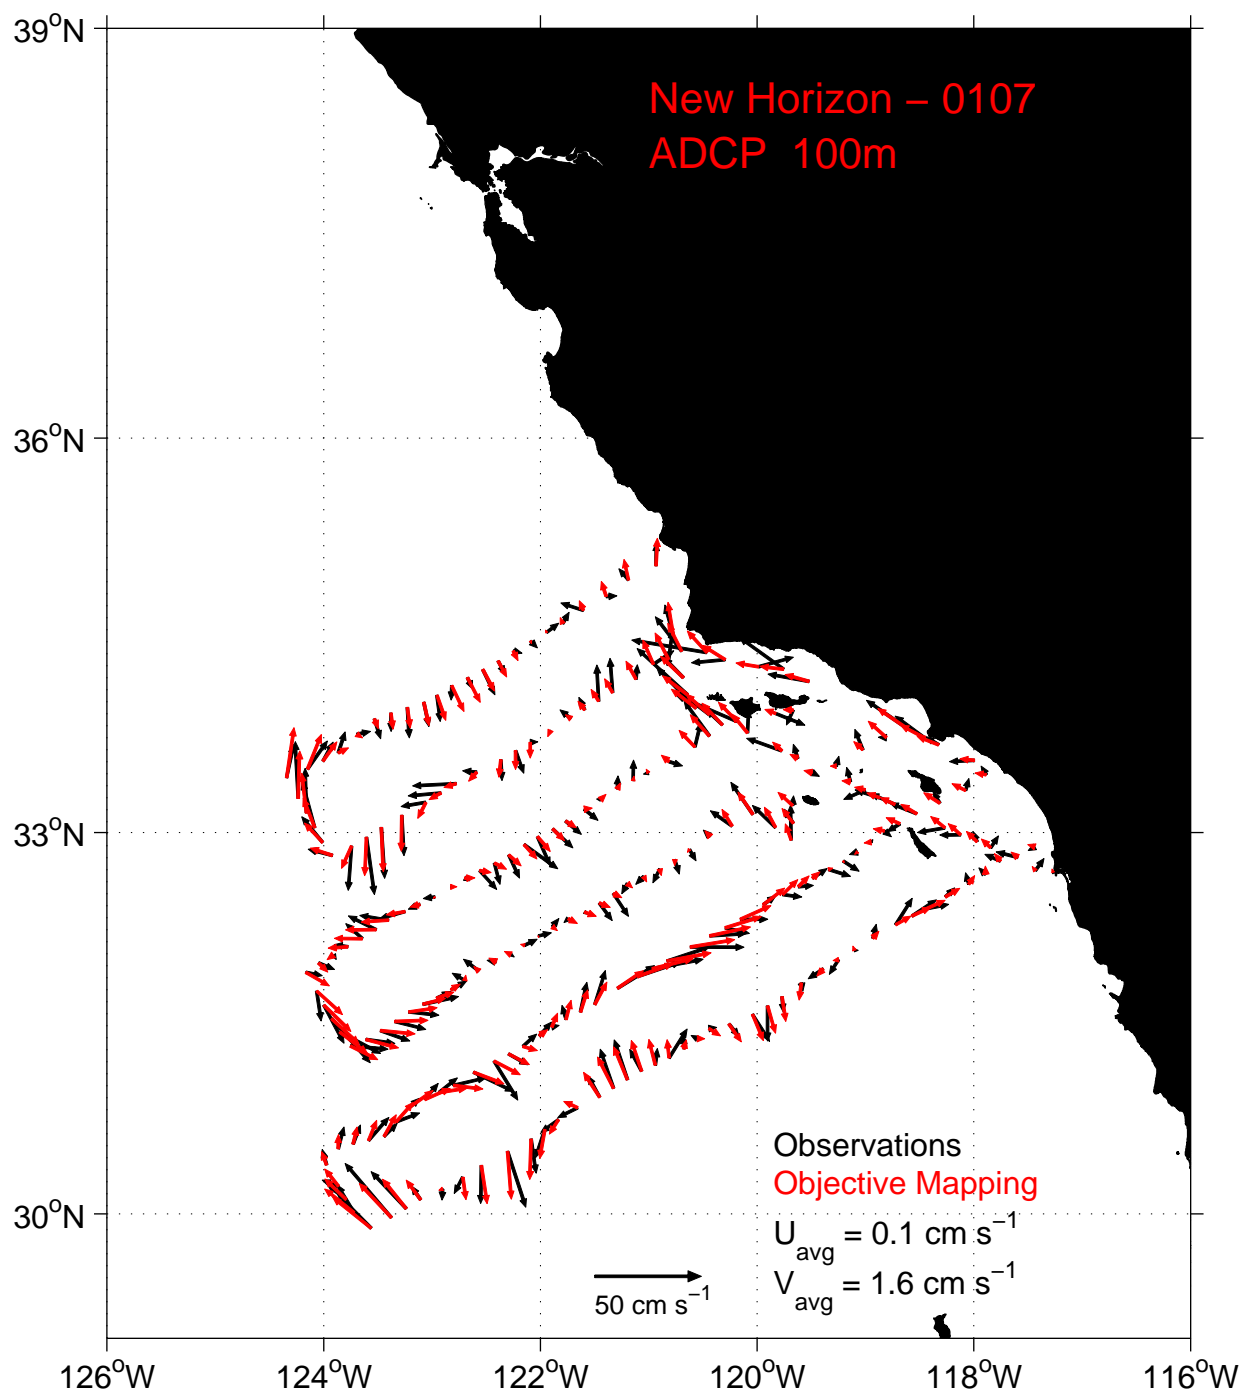 39°N
New Horizon – 0107
ADCP 100m
36°N
33°N
Observations
Objective Mapping
30°N
U_avg = 0.1 cm s⁻¹
V_avg = 1.6 cm s⁻¹
50 cm s⁻¹
126°W 124°W 122°W 120°W 118°W 116°W